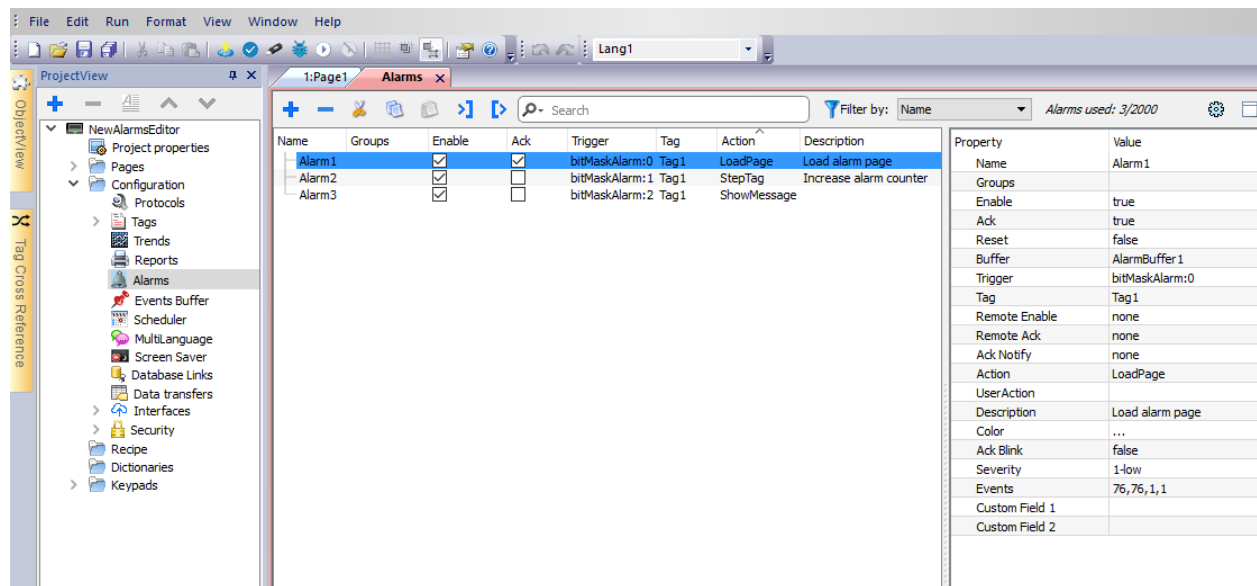 File Edit Run Format View Window Help
Lang1
ProjectView
1:Page1 Alarms
ObjectView
Tag Cross Reference
NewAlarmsEditor
Project properties
Pages
Configuration
Protocols
Tags
Trends
Reports
Alarms
Events Buffer
Scheduler
MultiLanguage
Screen Saver
Database Links
Data transfers
Interfaces
Security
Recipe
Dictionaries
Keypads
Search Filter by: Name Alarms used: 3/2000
Name Groups Enable Ack Trigger Tag Action Description
Alarm1 bitMaskAlarm:0 Tag1 LoadPage Load alarm page
Alarm2 bitMaskAlarm:1 Tag1 StepTag Increase alarm counter
Alarm3 bitMaskAlarm:2 Tag1 ShowMessage
Property Value
Name Alarm1
Groups
Enable true
Ack true
Reset false
Buffer AlarmBuffer1
Trigger bitMaskAlarm:0
Tag Tag1
Remote Enable none
Remote Ack none
Ack Notify none
Action LoadPage
UserAction
Description Load alarm page
Color ...
Ack Blink false
Severity 1-low
Events 76,76,1,1
Custom Field 1
Custom Field 2